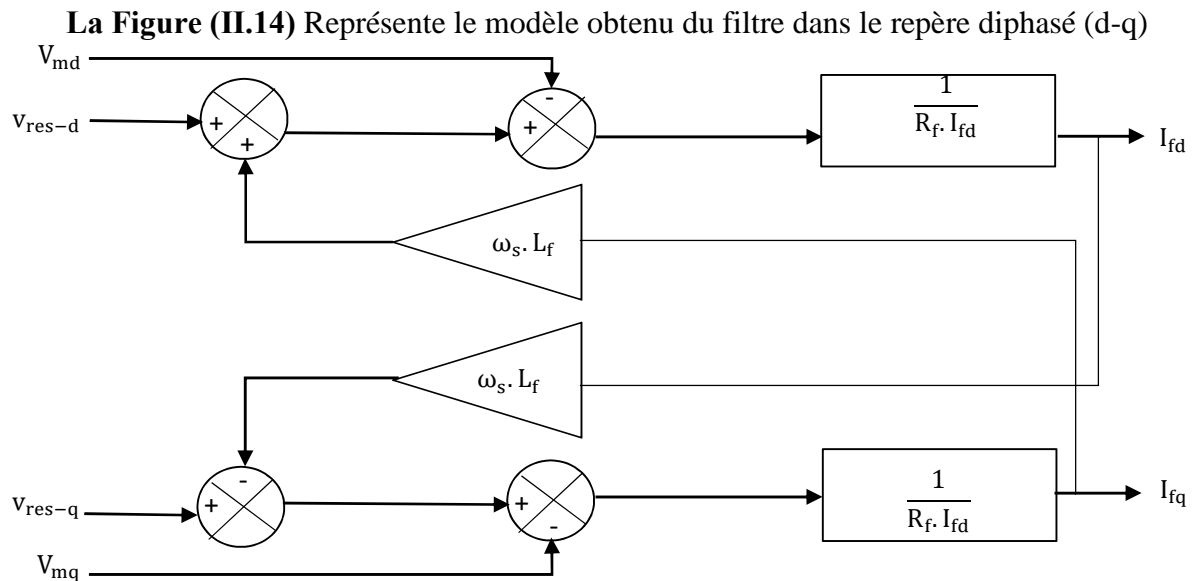 La Figure (II.14) Représente le modèle obtenu du filtre dans le repère diphasé (d-q)
V_md
-
1
v_res−d
+
+
R_f. I_fd
I_fd
+
ω_s. L_f
ω_s. L_f
-
1
v_res−q
+
+
R_f. I_fd
I_fq
-
V_mq